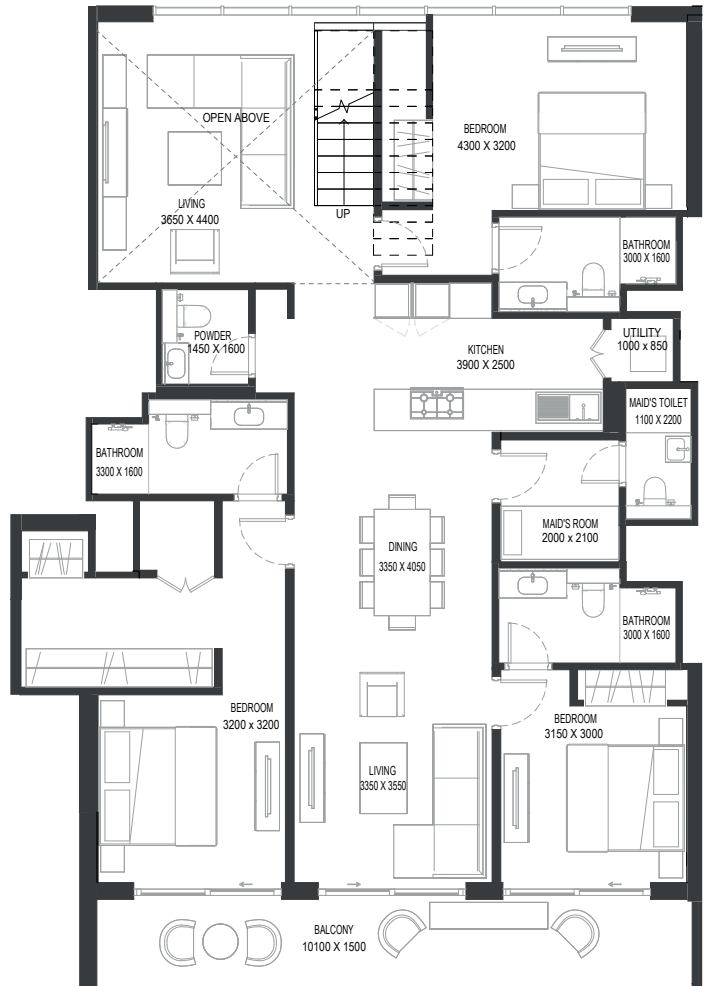 OPEN ABOVE
BEDROOM
4300 X 3200
LIVING
3650 X 4400
UP
BATHROOM
3000 X 1600
POWDER
1450 X 1600
KITCHEN
3900 X 2500
UTILITY
1000 x 850
MAID'S TOILET
1100 X 2200
BATHROOM
3300 X 1600
MAID'S ROOM
2000 x 2100
DINING
3350 X 4050
BATHROOM
3000 X 1600
BEDROOM
3200 x 3200
BEDROOM
3150 X 3000
LIVING
3350 X 3550
BALCONY
10100 X 1500